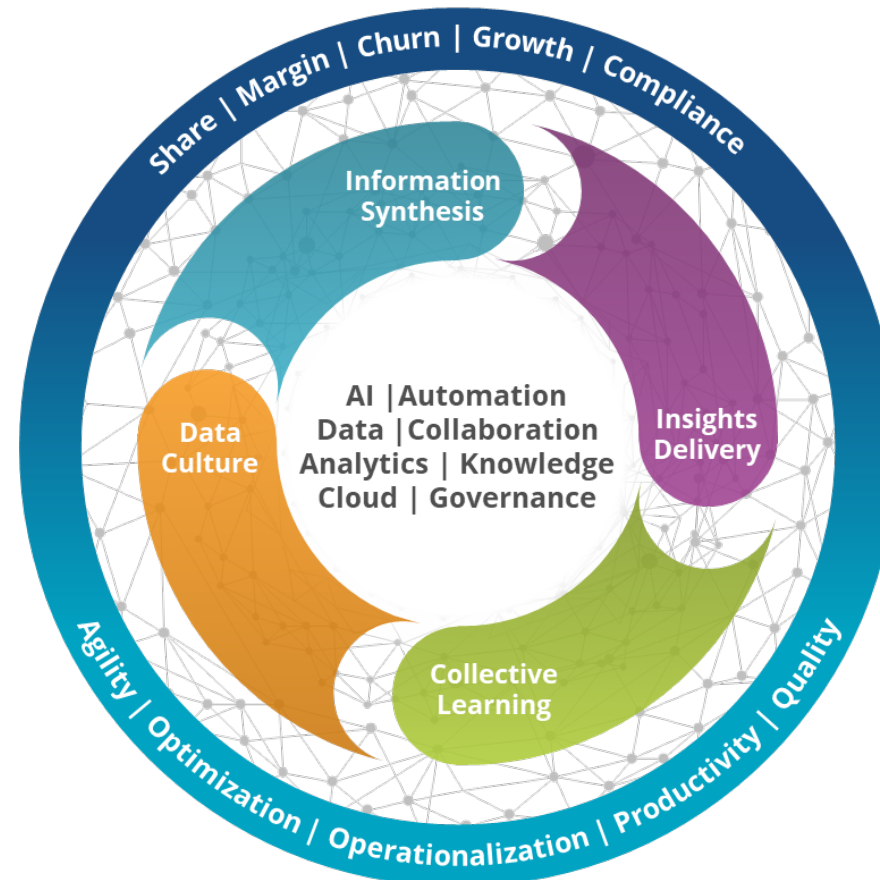 Share | Margin | Churn | Growth | Compliance
Information
Synthesis
Insights
Delivery
Data
Culture
AI |Automation
Data |Collaboration
Analytics | Knowledge
Cloud | Governance
Collective
Learning
Agility | Optimization | Operationalization | Productivity | Quality